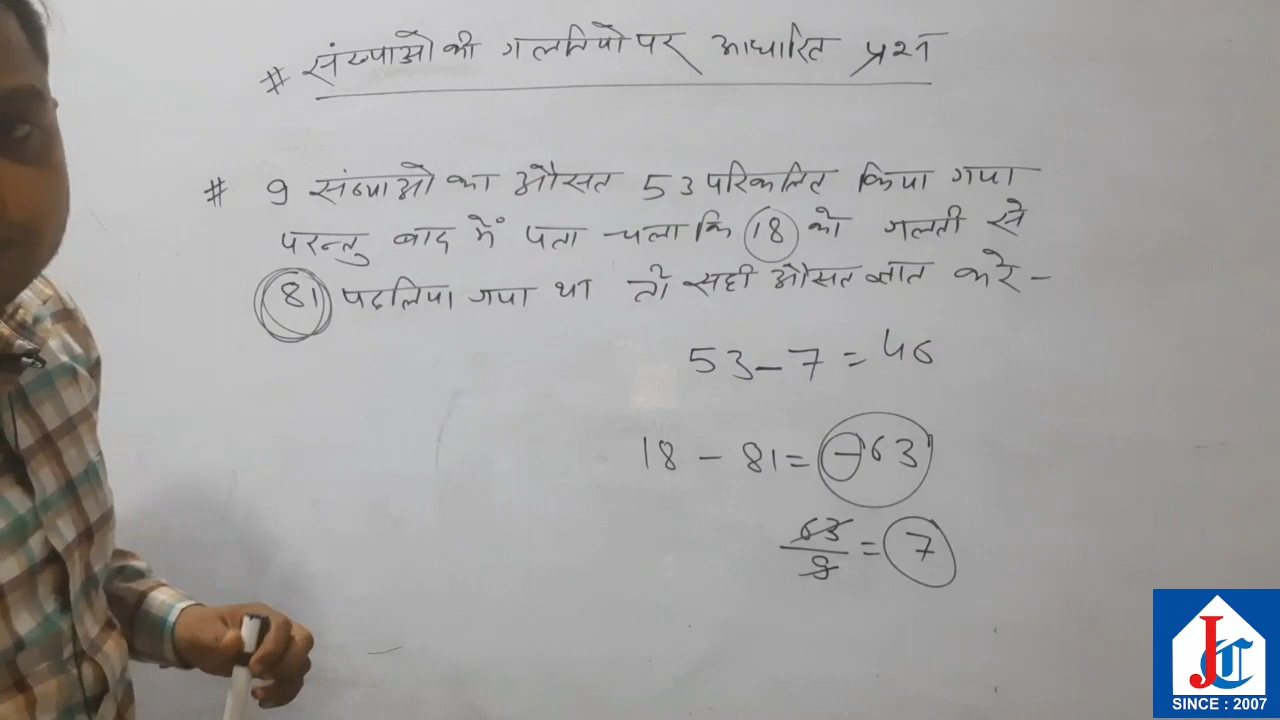 # संख्याओं की गलतियों पर आधारित प्रश्न
# 9 संख्याओं का औसत 53 परिकलित किया गया
परन्तु बाद में पता चला कि 18 को गलती से
81 पढ़ लिया गया था तो सही औसत ज्ञात करे -
53 - 7 = 46
18 - 81 = -63
63/9 = 7
JCTC
SINCE : 2007